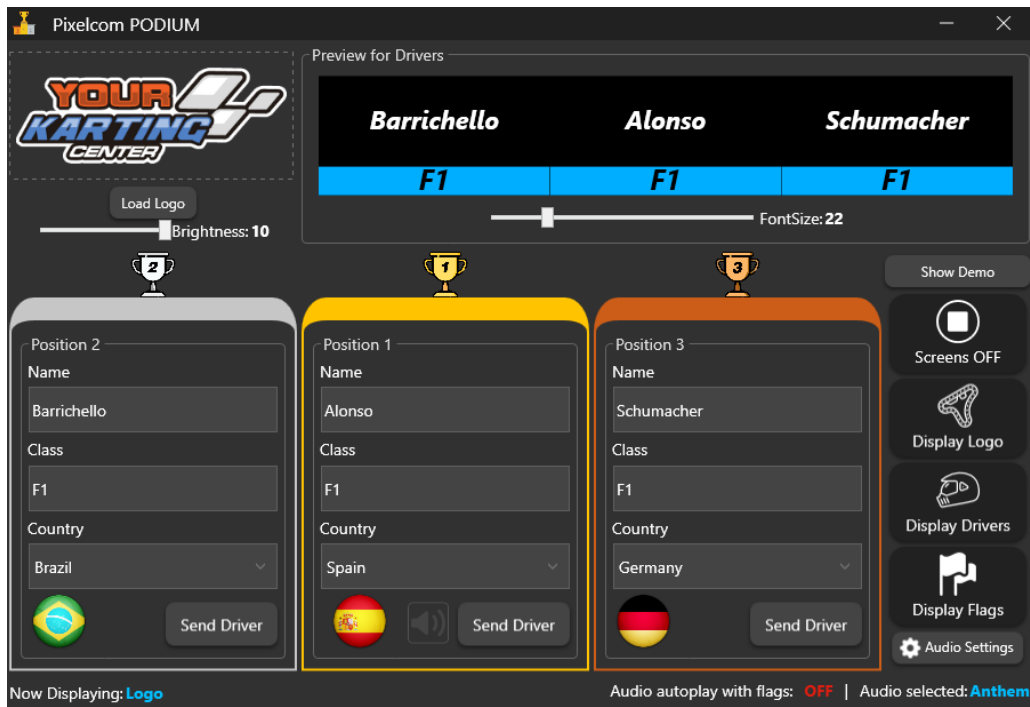 Pixelcom PODIUM
YOUR
KARTING
CENTER
Load Logo
Brightness: 10
Preview for Drivers
Barrichello Alonso Schumacher
F1 F1 F1
FontSize: 22
2 1 3
Show Demo
Position 2
Name
Barrichello
Class
F1
Country
Brazil
Send Driver
Position 1
Name
Alonso
Class
F1
Country
Spain
Send Driver
Position 3
Name
Schumacher
Class
F1
Country
Germany
Send Driver
Screens OFF
Display Logo
Display Drivers
Display Flags
Audio Settings
Now Displaying: Logo
Audio autoplay with flags: OFF | Audio selected: Anthem